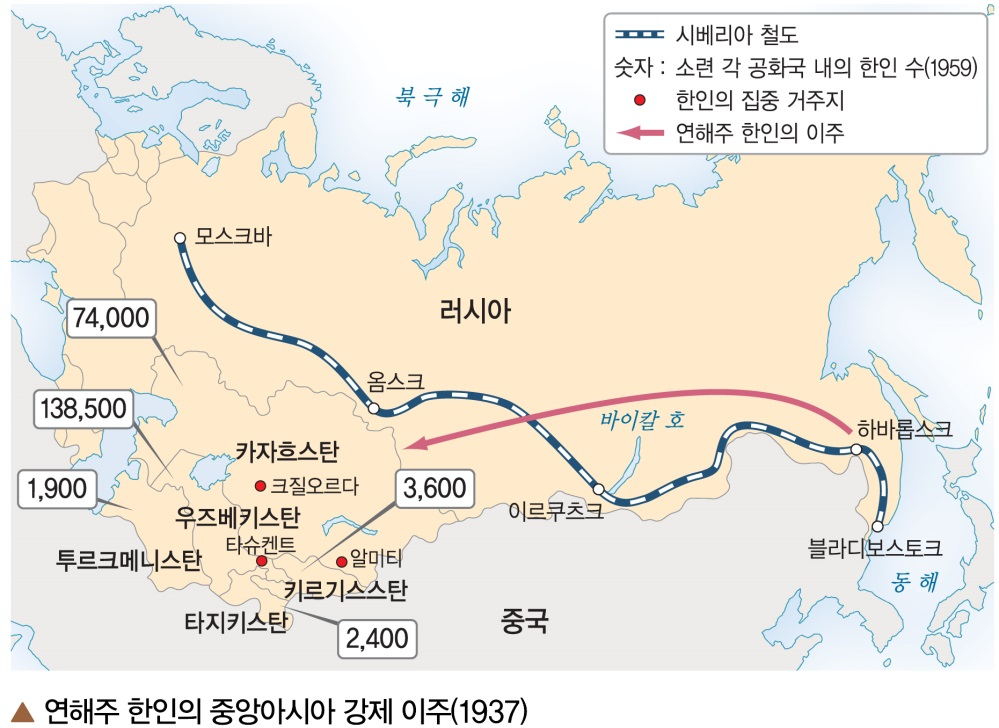 시베리아 철도
숫자 : 소련 각 공화국 내의 한인 수(1959)
한인의 집중 거주지
연해주 한인의 이주
북극해
모스크바
러시아
74,000
옴스크
138,500
바이칼 호
하바롭스크
카자흐스탄
1,900
크질오르다
3,600
이르쿠츠크
우즈베키스탄
타슈켄트
블라디보스토크
투르크메니스탄
알마티
동해
키르기스스탄
타지키스탄
중국
2,400
▲ 연해주 한인의 중앙아시아 강제 이주(1937)